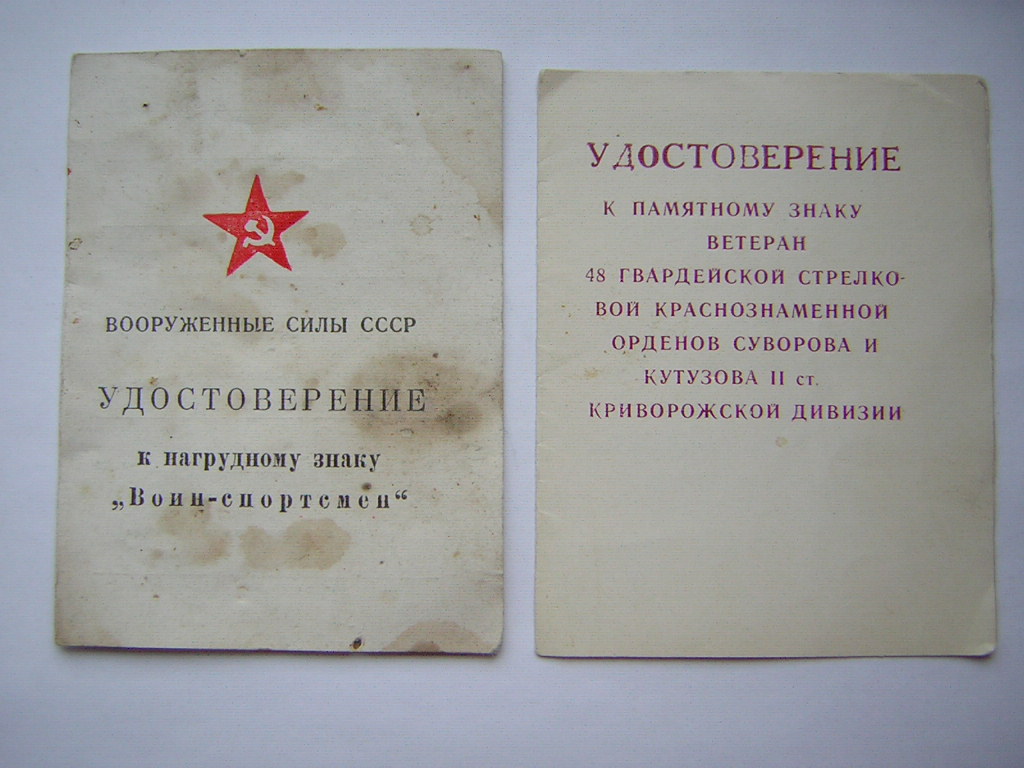 ВООРУЖЕННЫЕ СИЛЫ СССР
УДОСТОВЕРЕНИЕ
к нагрудному знаку
„Воин-спортсмен“
УДОСТОВЕРЕНИЕ
К ПАМЯТНОМУ ЗНАКУ
ВЕТЕРАН
48 ГВАРДЕЙСКОЙ СТРЕЛКО-
ВОЙ КРАСНОЗНАМЕННОЙ
ОРДЕНОВ СУВОРОВА И
КУТУЗОВА II ст.
КРИВОРОЖСКОЙ ДИВИЗИИ